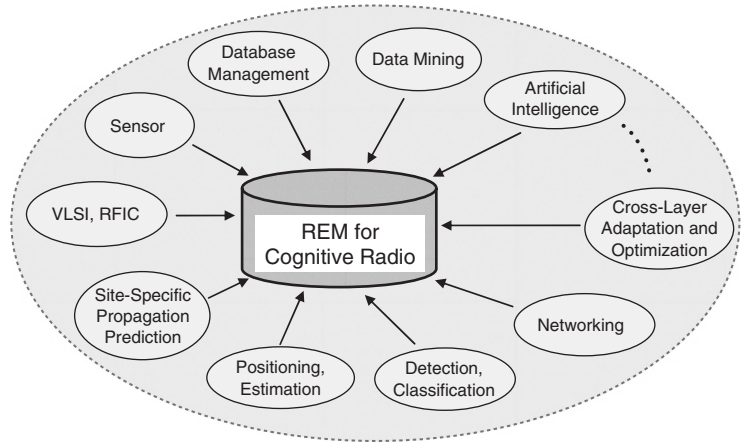 Database
Management
Data Mining
Artificial
Intelligence
Sensor
VLSI, RFIC
REM for
Cognitive Radio
Cross-Layer
Adaptation and
Optimization
Site-Specific
Propagation
Prediction
Networking
Positioning,
Estimation
Detection,
Classification